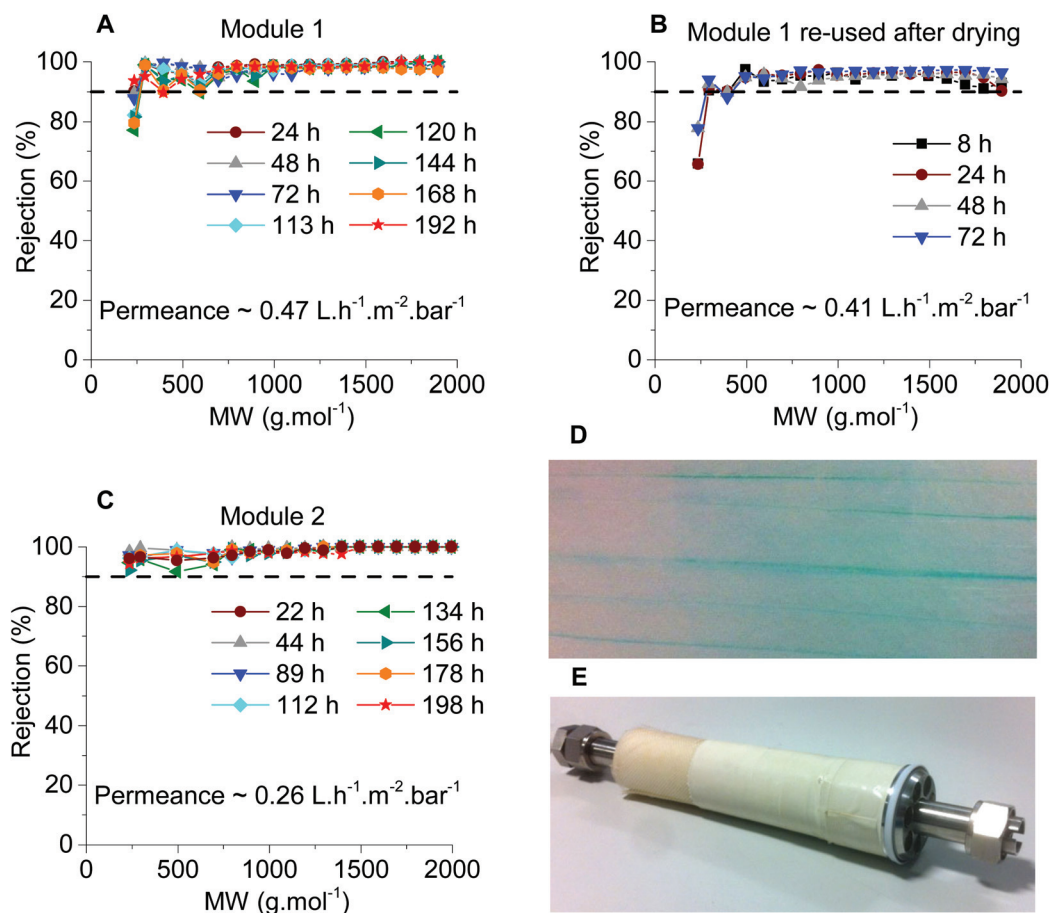 A
Module 1
100
80
60
40
20
0
Rejection (%)
24 h
48 h
72 h
113 h
120 h
144 h
168 h
192 h
Permeance ~ 0.47 L.h⁻¹.m⁻².bar⁻¹
0
500
1000
1500
2000
MW (g.mol⁻¹)
B
Module 1 re-used after drying
100
80
60
40
20
0
Rejection (%)
8 h
24 h
48 h
72 h
Permeance ~ 0.41 L.h⁻¹.m⁻².bar⁻¹
0
500
1000
1500
2000
MW (g.mol⁻¹)
C
Module 2
100
80
60
40
20
0
Rejection (%)
22 h
44 h
89 h
112 h
134 h
156 h
178 h
198 h
Permeance ~ 0.26 L.h⁻¹.m⁻².bar⁻¹
0
500
1000
1500
2000
MW (g.mol⁻¹)
D
E